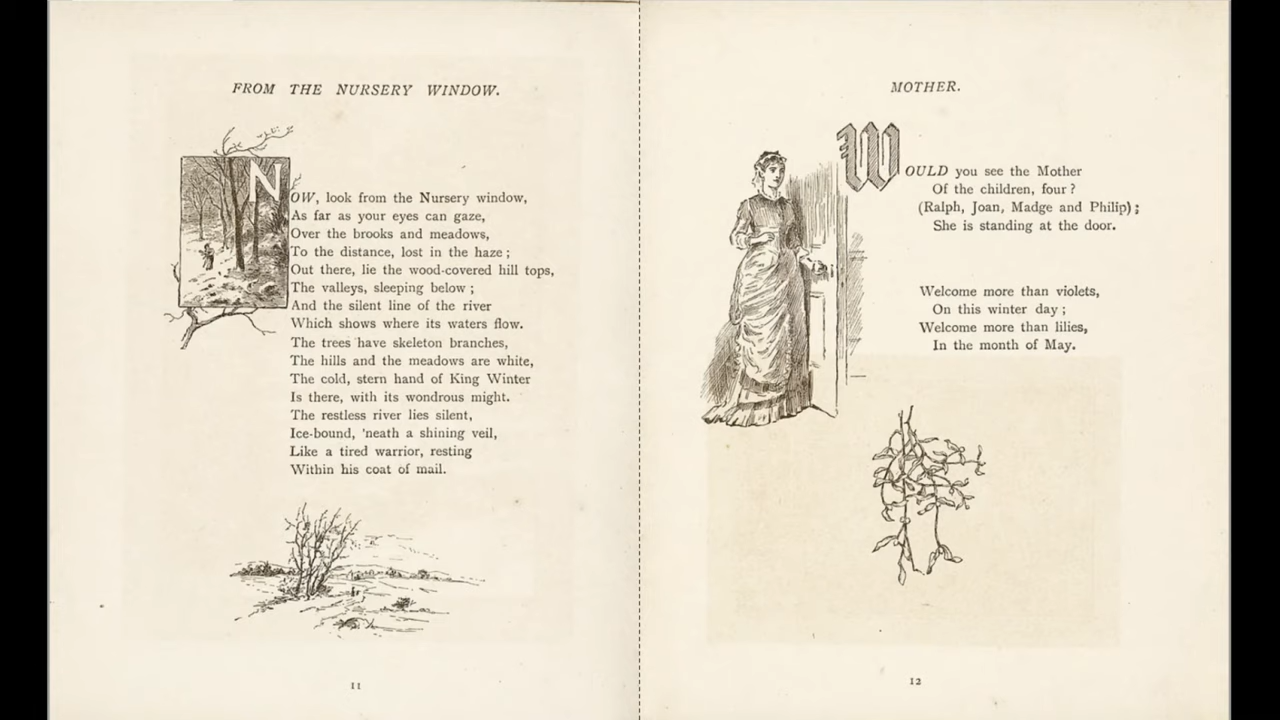 FROM THE NURSERY WINDOW.
NOW, look from the Nursery window,
As far as your eyes can gaze,
Over the brooks and meadows,
To the distance, lost in the haze ;
Out there, lie the wood-covered hill tops,
The valleys, sleeping below ;
And the silent line of the river
Which shows where its waters flow.
The trees have skeleton branches,
The hills and the meadows are white,
The cold, stern hand of King Winter
Is there, with its wondrous might.
The restless river lies silent,
Ice-bound, 'neath a shining veil,
Like a tired warrior, resting
Within his coat of mail.
11
MOTHER.
WOULD you see the Mother
Of the children, four ?
(Ralph, Joan, Madge and Philip) ;
She is standing at the door.
Welcome more than violets,
On this winter day ;
Welcome more than lilies,
In the month of May.
12